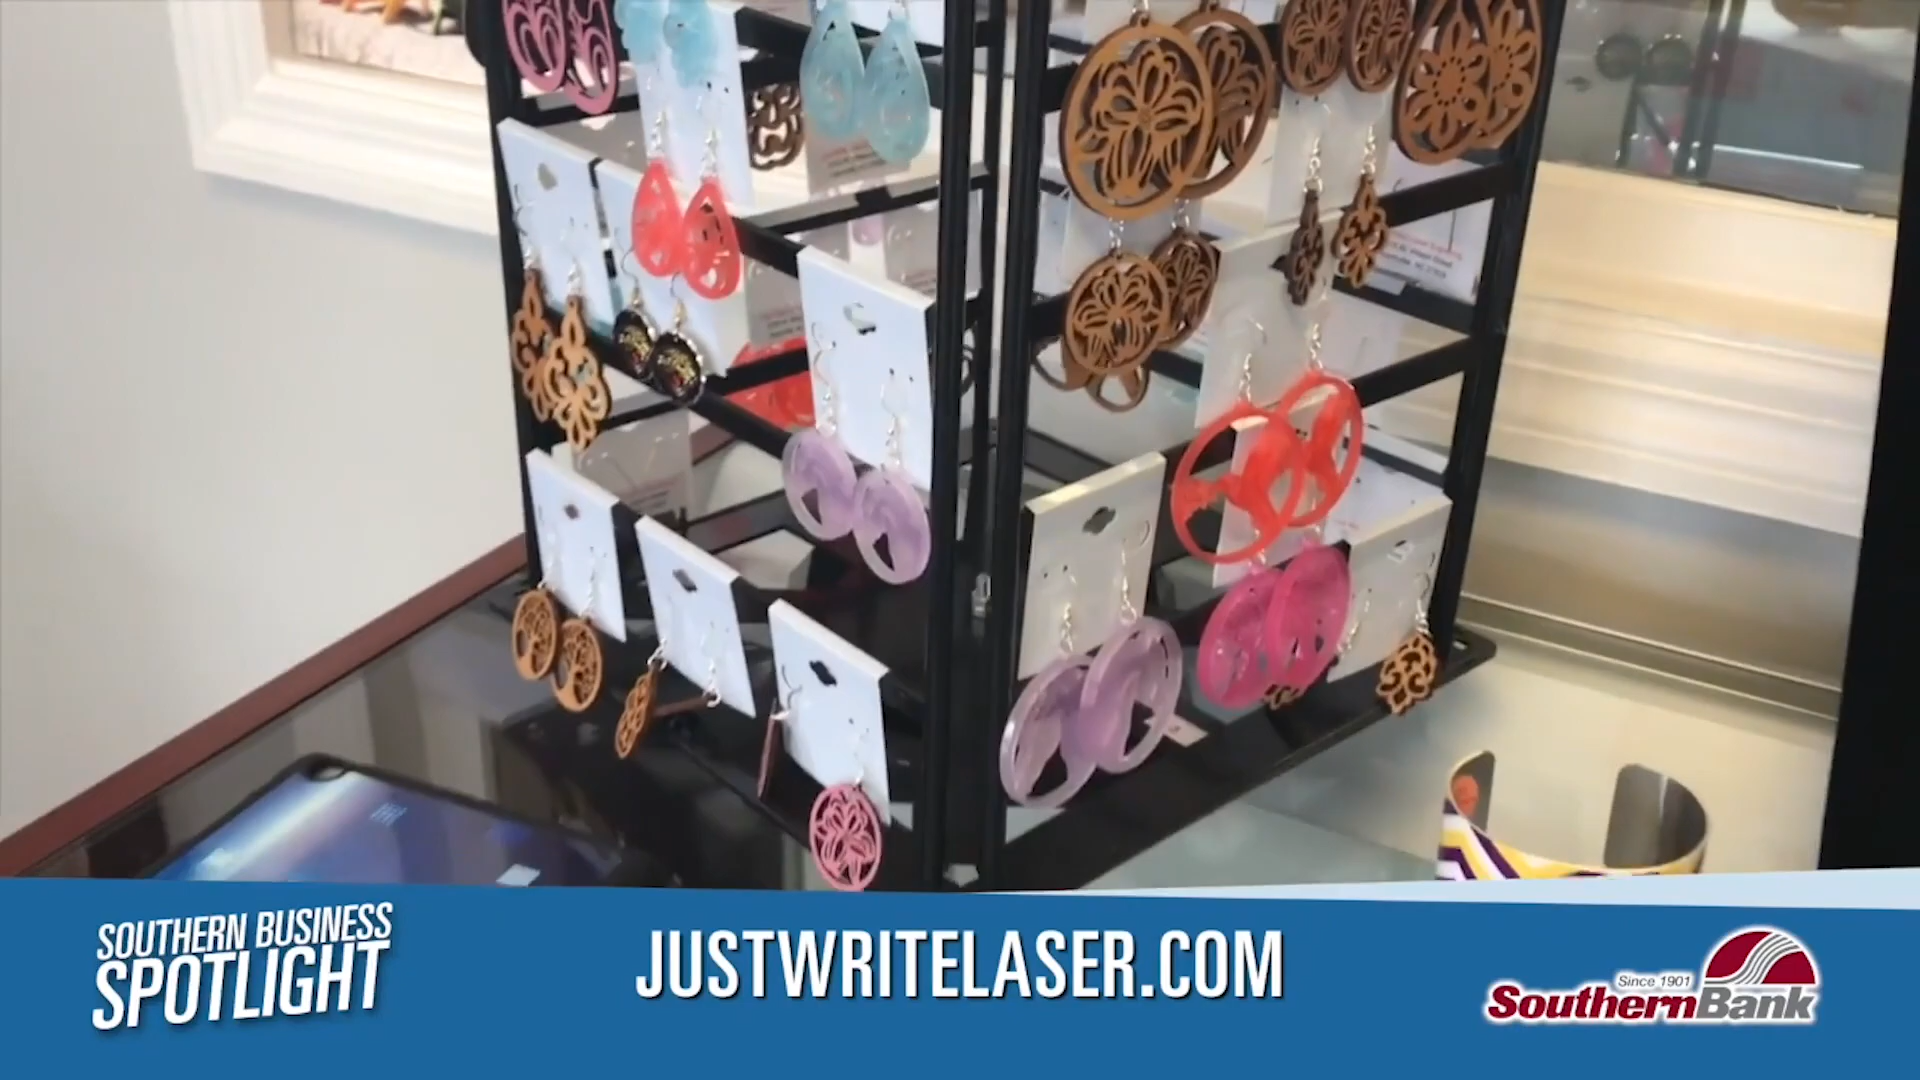 SOUTHERN BUSINESS
SPOTLIGHT
JUSTWRITELASER.COM
Since 1901
SouthernBank